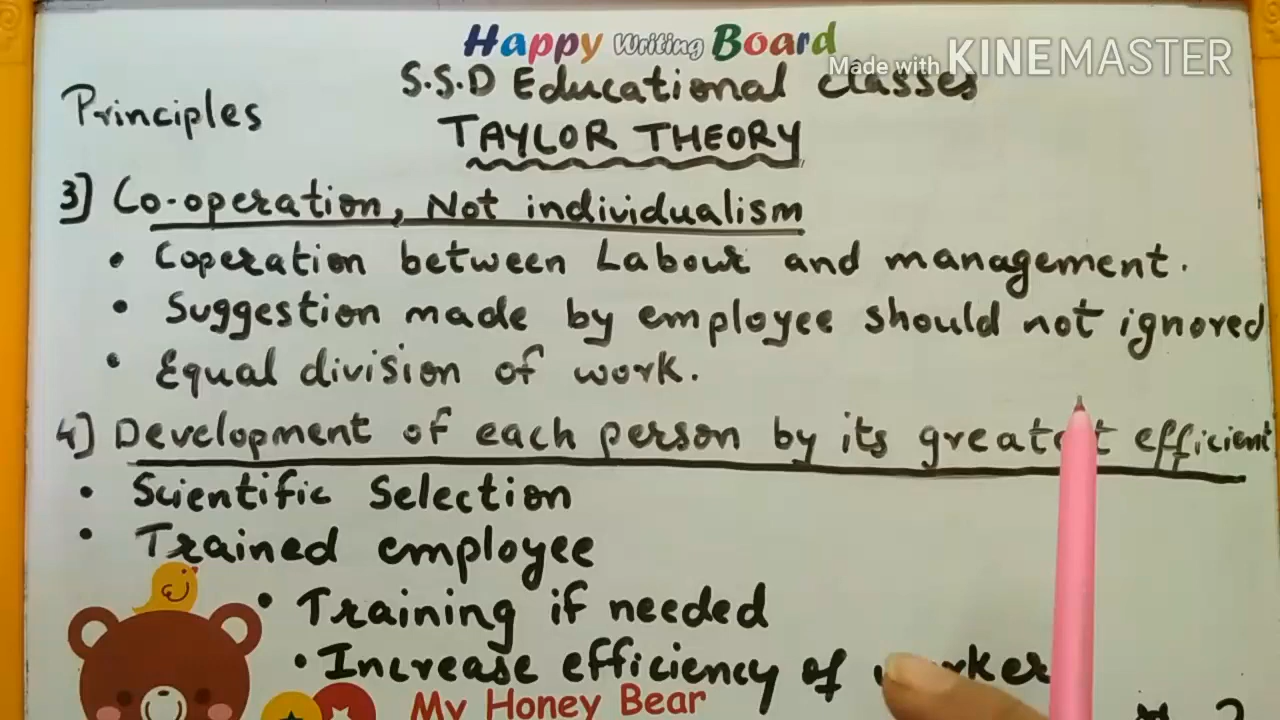 Happy Writing Board
Made with KINEMASTER
S.S.D Educational classes
Principles
TAYLOR THEORY
3] Co-operation, Not individualism
• Coperation between Labour and management.
• Suggestion made by employee should not ignored
• Equal division of work.
4] Development of each person by its efficient
• Scientific Selection
• Trained employee
• Training if needed
• Increase efficiency of
My Honey Bear